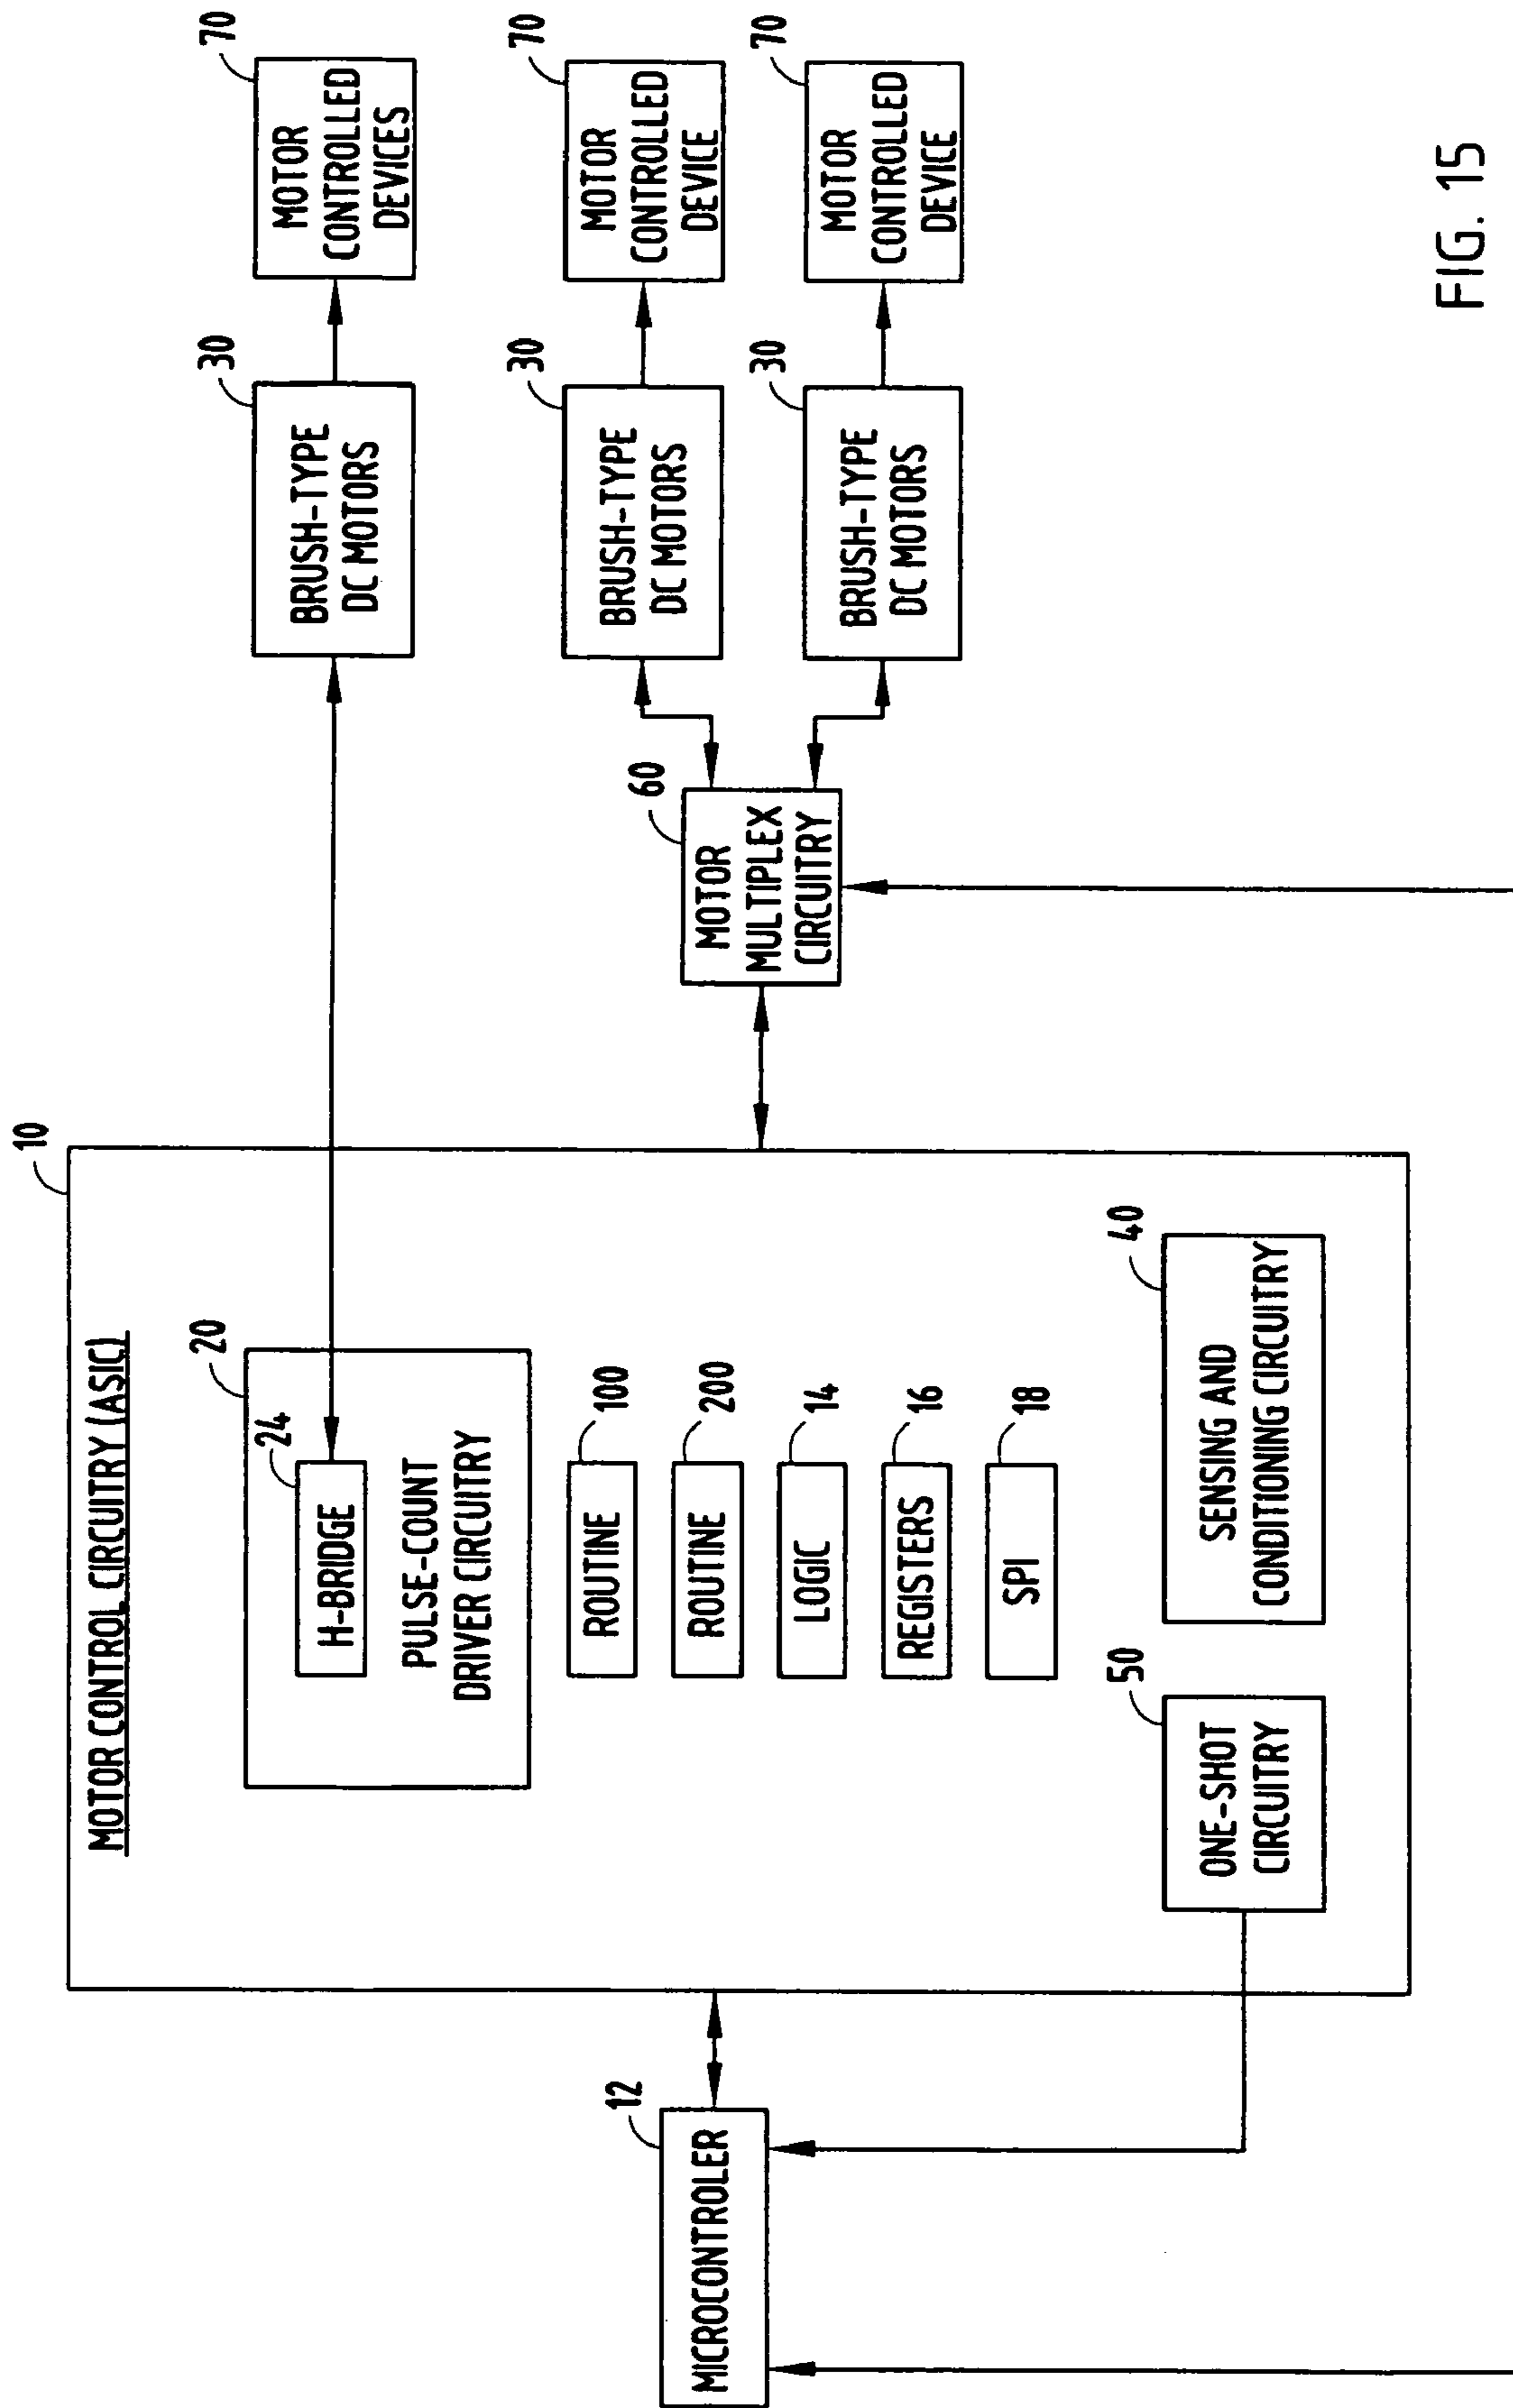 10
MOTOR CONTROL CIRCUITRY (ASIC)
20
24
H-BRIDGE
PULSE-COUNT
DRIVER CIRCUITRY
ROUTINE
100
ROUTINE
200
LOGIC
14
REGISTERS
16
SPI
18
50
ONE-SHOT
CIRCUITRY
40
SENSING AND
CONDITIONING CIRCUITRY
12
MICROCONTROLER
60
MOTOR
MULTIPLEX
CIRCUITRY
30
BRUSH-TYPE
DC MOTORS
70
MOTOR
CONTROLLED
DEVICES
30
BRUSH-TYPE
DC MOTORS
70
MOTOR
CONTROLLED
DEVICE
30
BRUSH-TYPE
DC MOTORS
70
MOTOR
CONTROLLED
DEVICE
FIG. 15